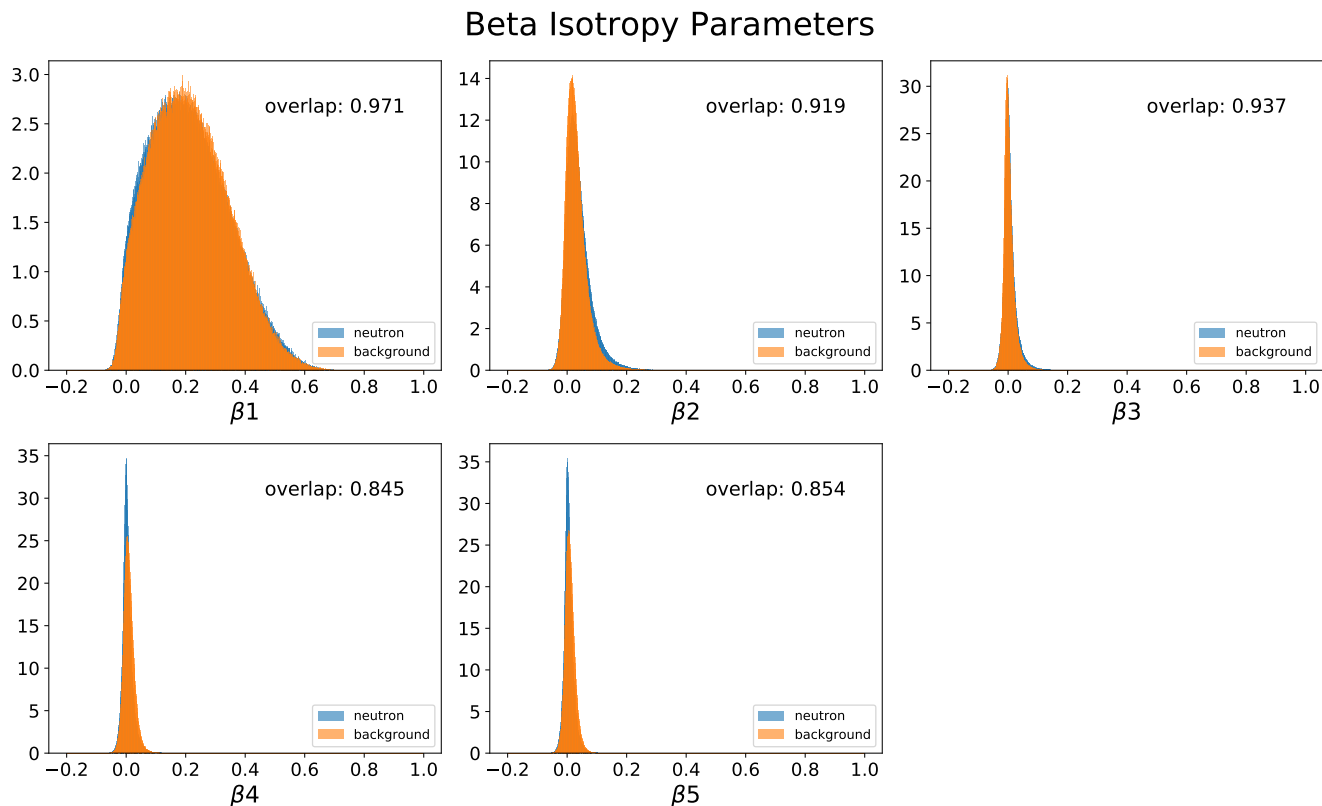 Beta Isotropy Parameters
3.0
2.5
2.0
1.5
1.0
0.5
0.0
overlap: 0.971
neutron
background
−0.2 0.0 0.2 0.4 0.6 0.8 1.0
β1
14
12
10
8
6
4
2
0
overlap: 0.919
neutron
background
−0.2 0.0 0.2 0.4 0.6 0.8 1.0
β2
30
25
20
15
10
5
0
overlap: 0.937
neutron
background
−0.2 0.0 0.2 0.4 0.6 0.8 1.0
β3
35
30
25
20
15
10
5
0
overlap: 0.845
neutron
background
−0.2 0.0 0.2 0.4 0.6 0.8 1.0
β4
35
30
25
20
15
10
5
0
overlap: 0.854
neutron
background
−0.2 0.0 0.2 0.4 0.6 0.8 1.0
β5